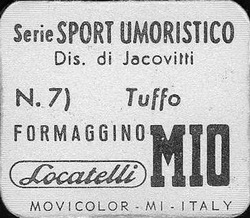 Serie SPORT UMORISTICO
Dis. di Jacovitti
N. 7) Tuffo
FORMAGGINO MIO
Locatelli
MOVICOLOR - MI - ITALY